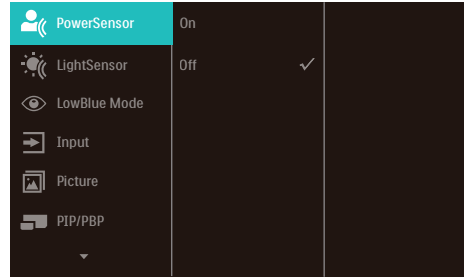 PowerSensor
On
LightSensor
Off
LowBlue Mode
Input
Picture
PIP/PBP